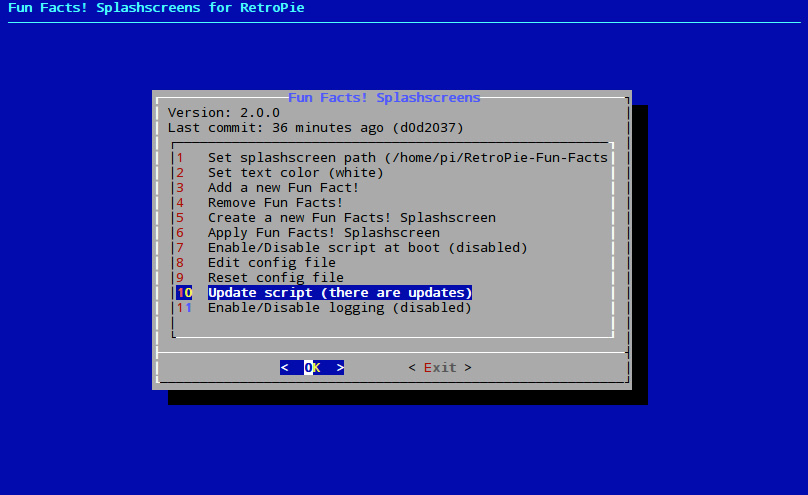 Fun Facts! Splashscreens for RetroPie
Fun Facts! Splashscreens
Version: 2.0.0
Last commit: 36 minutes ago (d0d2037)
1 Set splashscreen path (/home/pi/RetroPie-Fun-Facts
2 Set text color (white)
3 Add a new Fun Fact!
4 Remove Fun Facts!
5 Create a new Fun Facts! Splashscreen
6 Apply Fun Facts! Splashscreen
7 Enable/Disable script at boot (disabled)
8 Edit config file
9 Reset config file
10 Update script (there are updates)
11 Enable/Disable logging (disabled)
< OK > < Exit >